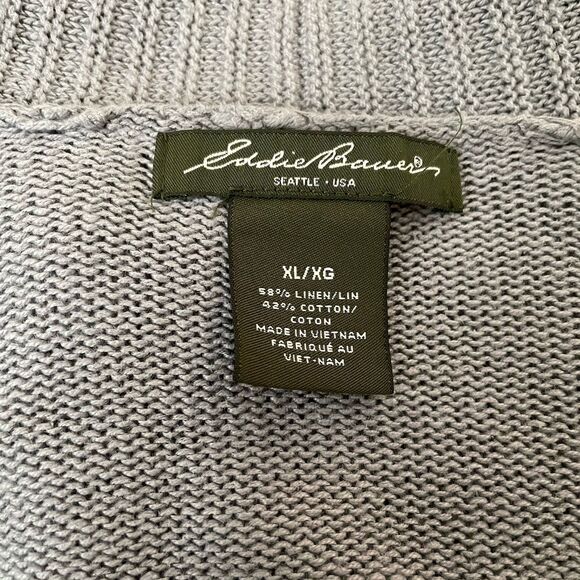 Eddie Bauer®
SEATTLE • USA
XL/XG
58% LINEN/LIN
42% COTTON/
COTON
MADE IN VIETNAM
FABRIQUÉ AU
VIET-NAM